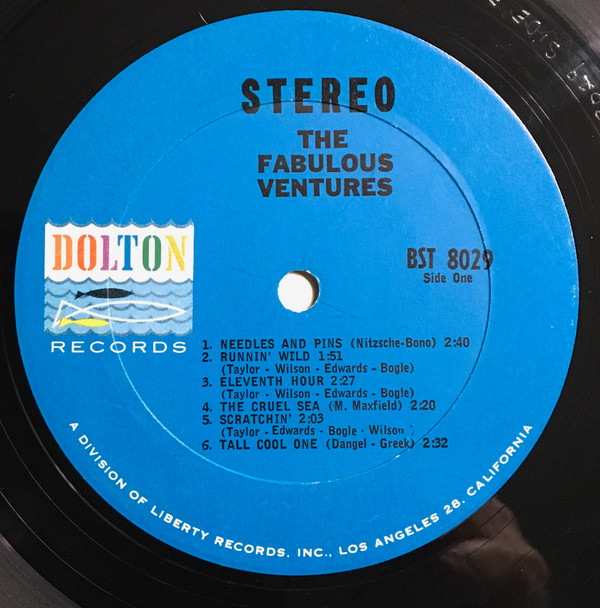 STEREO
THE
FABULOUS
VENTURES
DOLTON
RECORDS
BST 8029
Side One
1. NEEDLES AND PINS (Nitzsche-Bono) 2:40
2. RUNNIN' WILD 1:51
(Taylor - Wilson - Edwards - Bogle)
3. ELEVENTH HOUR 2:27
(Taylor - Wilson - Edwards - Bogle)
4. THE CRUEL SEA (M. Maxfield) 2:20
5. SCRATCHIN' 2:03
(Taylor - Edwards - Bogle - Wilson)
6. TALL COOL ONE (Dangel - Greek) 2:32
A DIVISION OF LIBERTY RECORDS, INC., LOS ANGELES 28, CALIFORNIA
SIDE